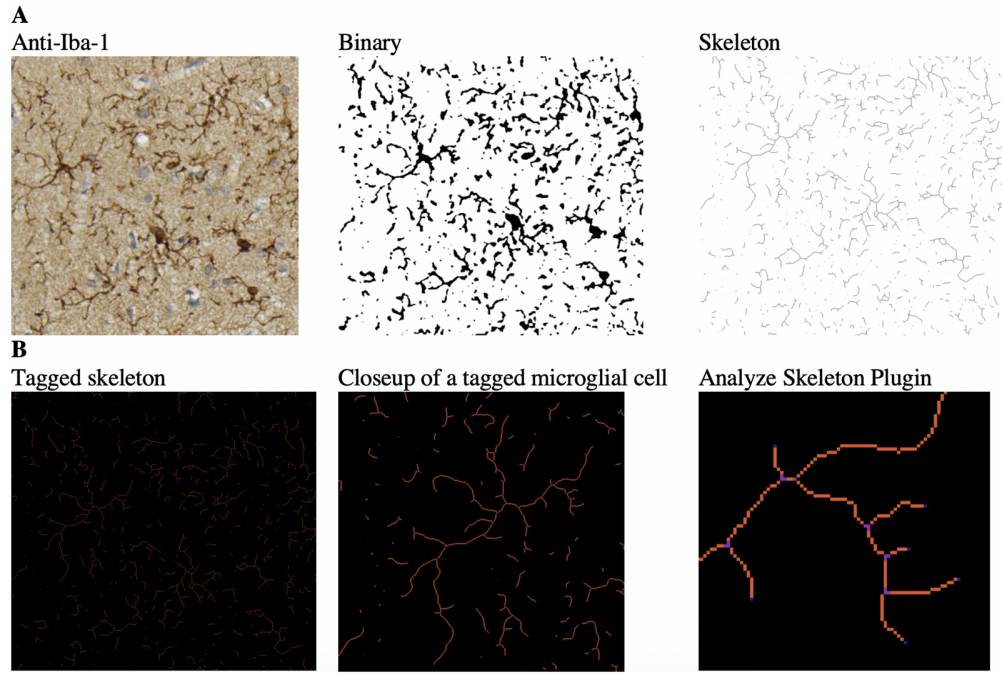 A
Anti-Iba-1
Binary
Skeleton
B
Tagged skeleton
Closeup of a tagged microglial cell
Analyze Skeleton Plugin